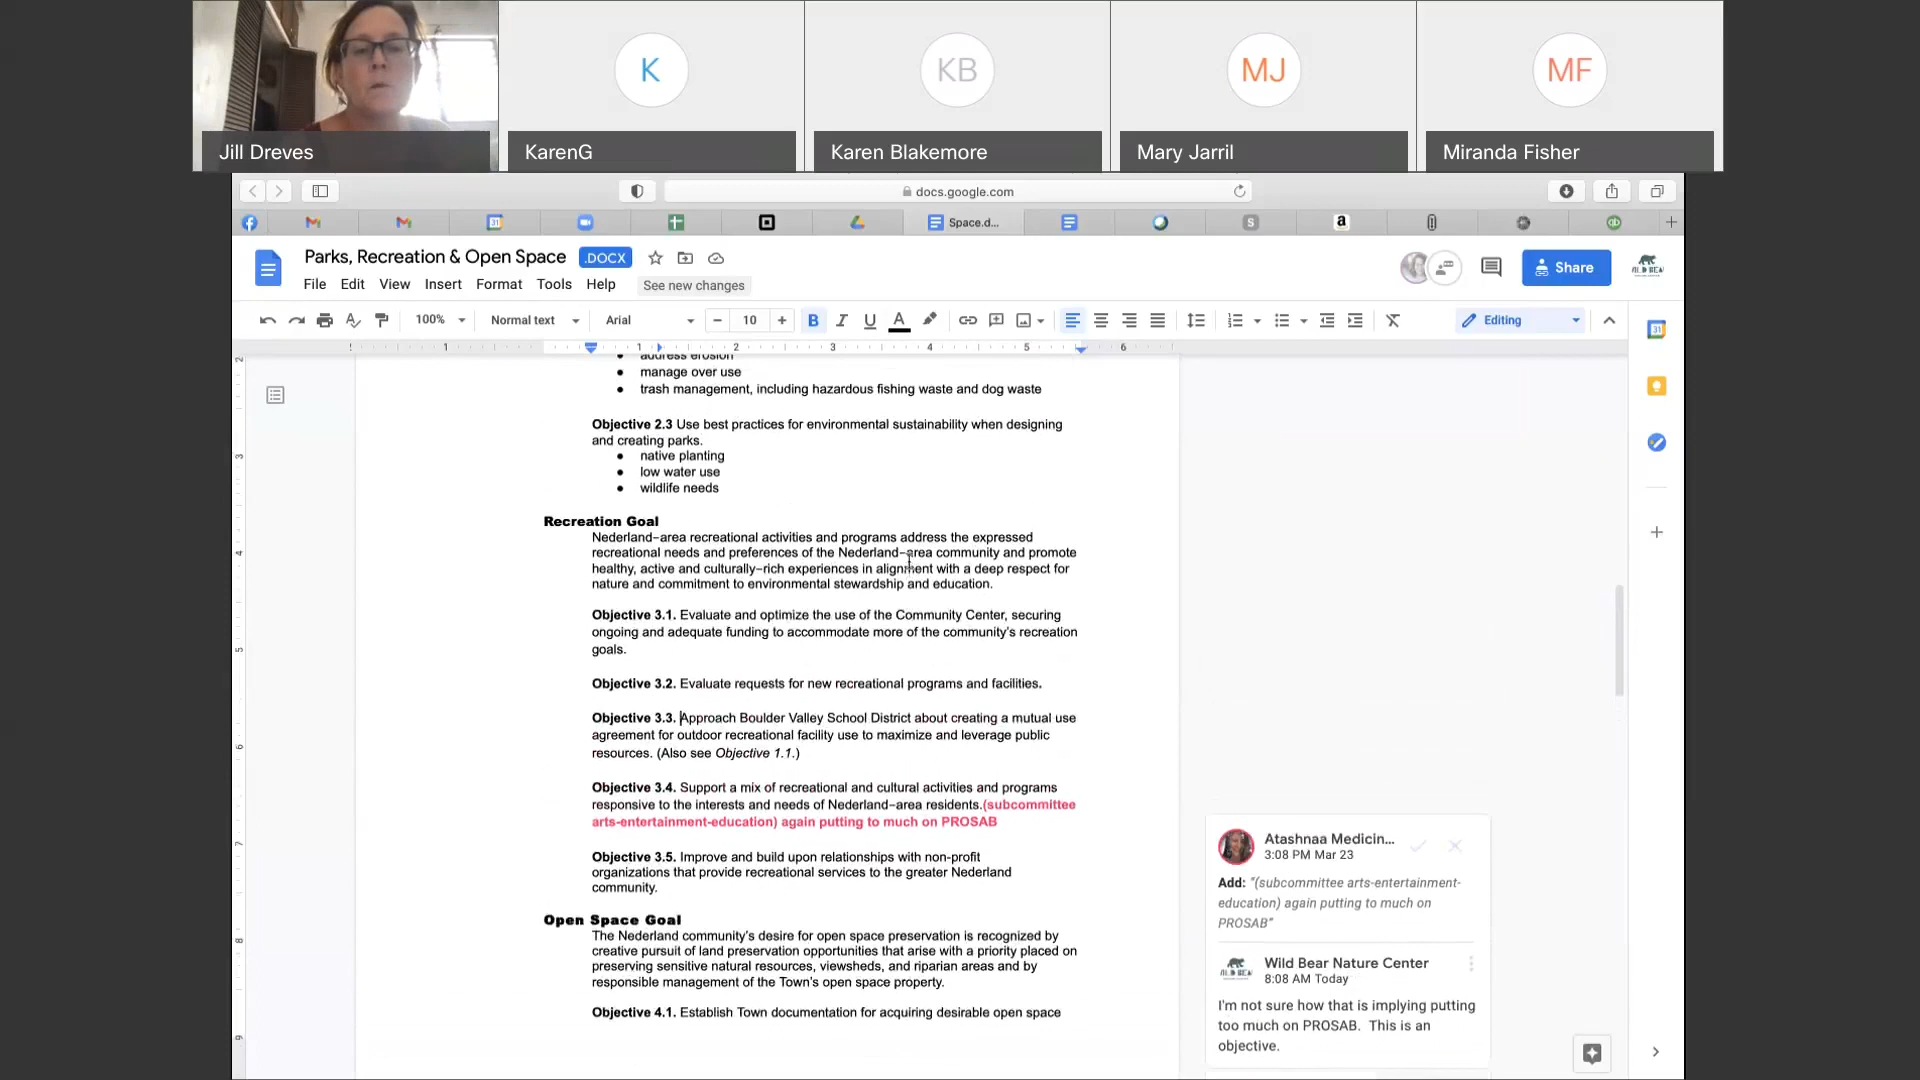 K
KB
MJ
MF
Jill Dreves
KarenG
Karen Blakemore
Mary Jarril
Miranda Fisher
docs.google.com
Space.d...
S
a
Parks, Recreation & Open Space
.DOCX
File Edit View Insert Format Tools Help See new changes
Share
100% Normal text Arial 10 B I U A Editing
1 1 2 3 4 5 6
address erosion
manage over use
trash management, including hazardous fishing waste and dog waste
Objective 2.3 Use best practices for environmental sustainability when designing
and creating parks.
native planting
low water use
wildlife needs
Recreation Goal
Nederland–area recreational activities and programs address the expressed
recreational needs and preferences of the Nederland–area community and promote
healthy, active and culturally–rich experiences in alignment with a deep respect for
nature and commitment to environmental stewardship and education.
Objective 3.1. Evaluate and optimize the use of the Community Center, securing
ongoing and adequate funding to accommodate more of the community's recreation
goals.
Objective 3.2. Evaluate requests for new recreational programs and facilities.
Objective 3.3. Approach Boulder Valley School District about creating a mutual use
agreement for outdoor recreational facility use to maximize and leverage public
resources. (Also see Objective 1.1.)
Objective 3.4. Support a mix of recreational and cultural activities and programs
responsive to the interests and needs of Nederland–area residents.(subcommittee
arts-entertainment-education) again putting to much on PROSAB
Objective 3.5. Improve and build upon relationships with non-profit
organizations that provide recreational services to the greater Nederland
community.
Open Space Goal
The Nederland community's desire for open space preservation is recognized by
creative pursuit of land preservation opportunities that arise with a priority placed on
preserving sensitive natural resources, viewsheds, and riparian areas and by
responsible management of the Town's open space property.
Objective 4.1. Establish Town documentation for acquiring desirable open space
Atashnaa Medicin...
3:08 PM Mar 23
Add: "(subcommittee arts-entertainment-
education) again putting to much on
PROSAB"
Wild Bear Nature Center
8:08 AM Today
I'm not sure how that is implying putting
too much on PROSAB. This is an
objective.